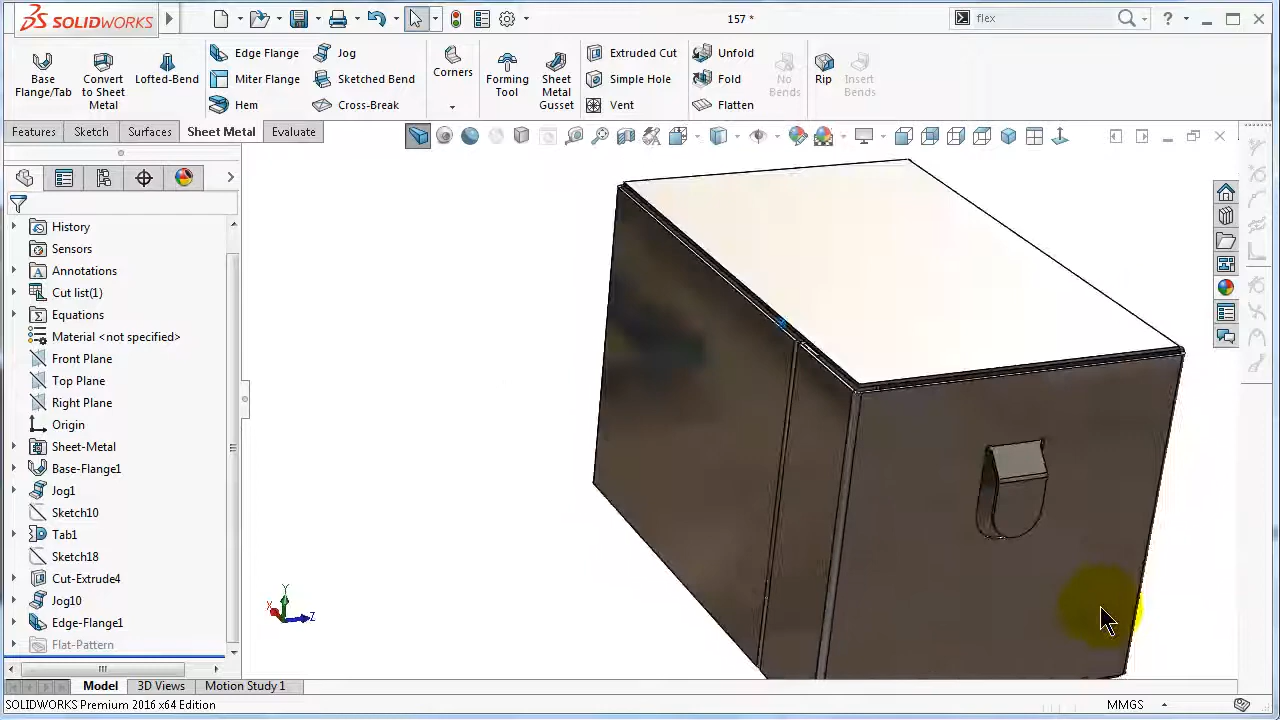 SOLIDWORKS
157 *
flex
?
Base
Flange/Tab
Convert
to Sheet
Metal
Lofted-Bend
Edge Flange
Miter Flange
Hem
Jog
Sketched Bend
Cross-Break
Corners
Forming
Tool
Sheet
Metal
Gusset
Extruded Cut
Simple Hole
Vent
Unfold
Fold
Flatten
No
Bends
Rip
Insert
Bends
Features
Sketch
Surfaces
Sheet Metal
Evaluate
History
Sensors
Annotations
Cut list(1)
Equations
Material <not specified>
Front Plane
Top Plane
Right Plane
Origin
Sheet-Metal
Base-Flange1
Jog1
Sketch10
Tab1
Sketch18
Cut-Extrude4
Jog10
Edge-Flange1
Flat-Pattern
Y
X
Z
Model
3D Views
Motion Study 1
SOLIDWORKS Premium 2016 x64 Edition
MMGS